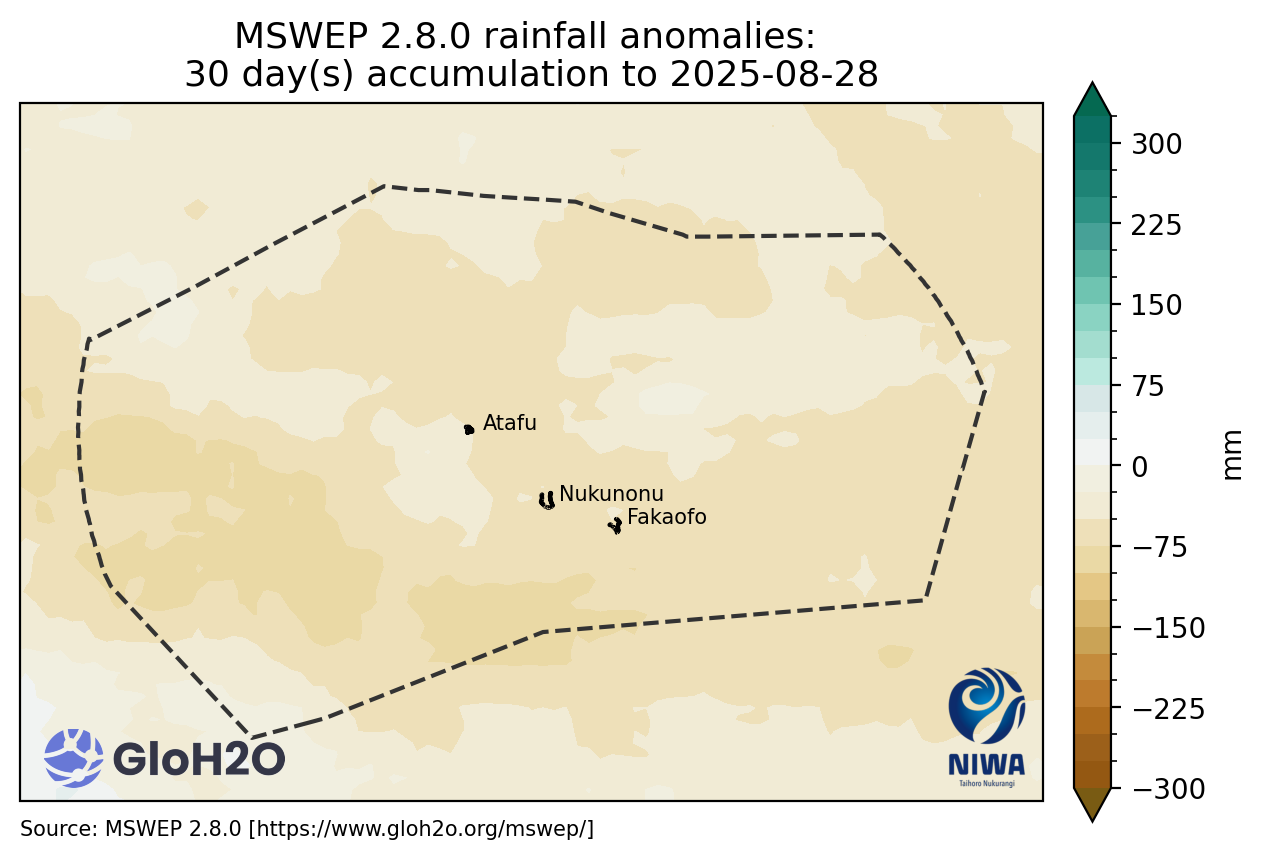 MSWEP 2.8.0 rainfall anomalies:
30 day(s) accumulation to 2025-08-28
300
225
150
75
0
−75
−150
−225
−300
mm
Atafu
Nukunonu
Fakaofo
GloH2O
NIWA
Taihoro Nukurangi
Source: MSWEP 2.8.0 [https://www.gloh2o.org/mswep/]